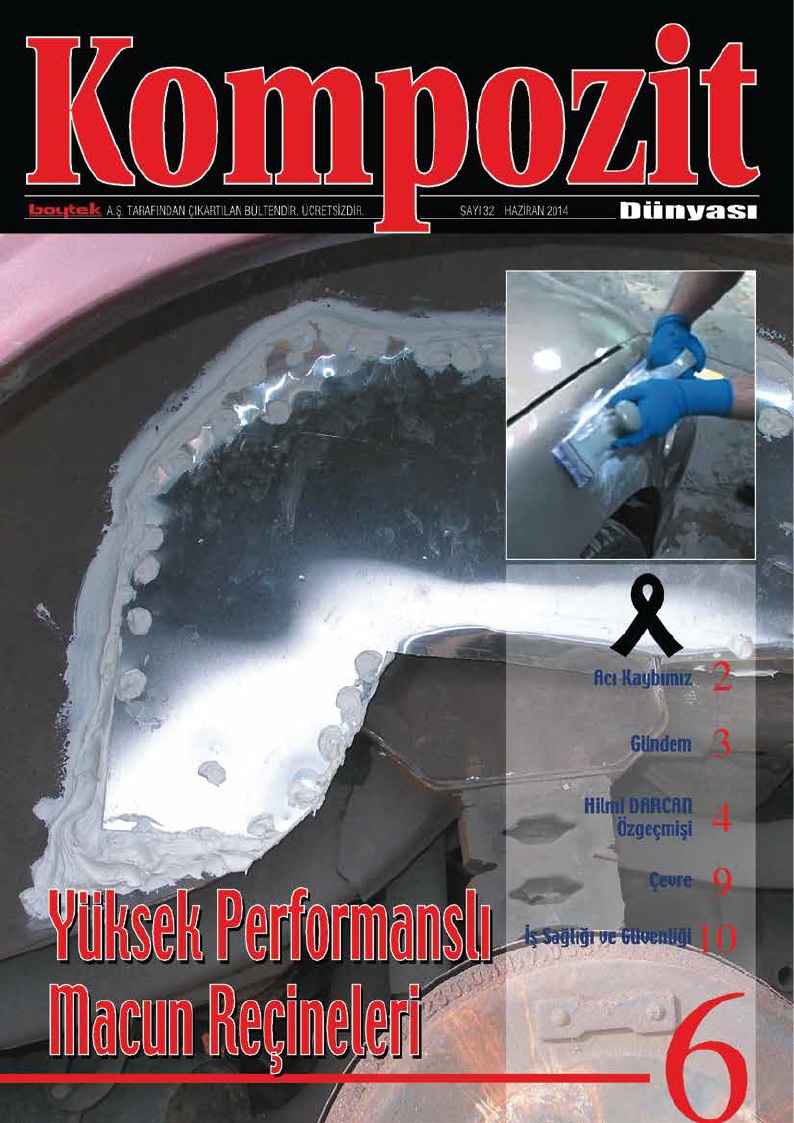 Kompozit
boytek A.Ş. TARAFINDAN ÇIKARTILAN BÜLTENDİR. ÜCRETSİZDİR. SAYI 32 HAZİRAN 2014 Dünyası
Acı Kaybımız 2
Gündem 3
Hilmi DARCAN
Özgeçmişi 4
Çevre 9
İş Sağlığı ve Güvenliği 10
Yüksek Performanslı
Macun Reçineleri 6